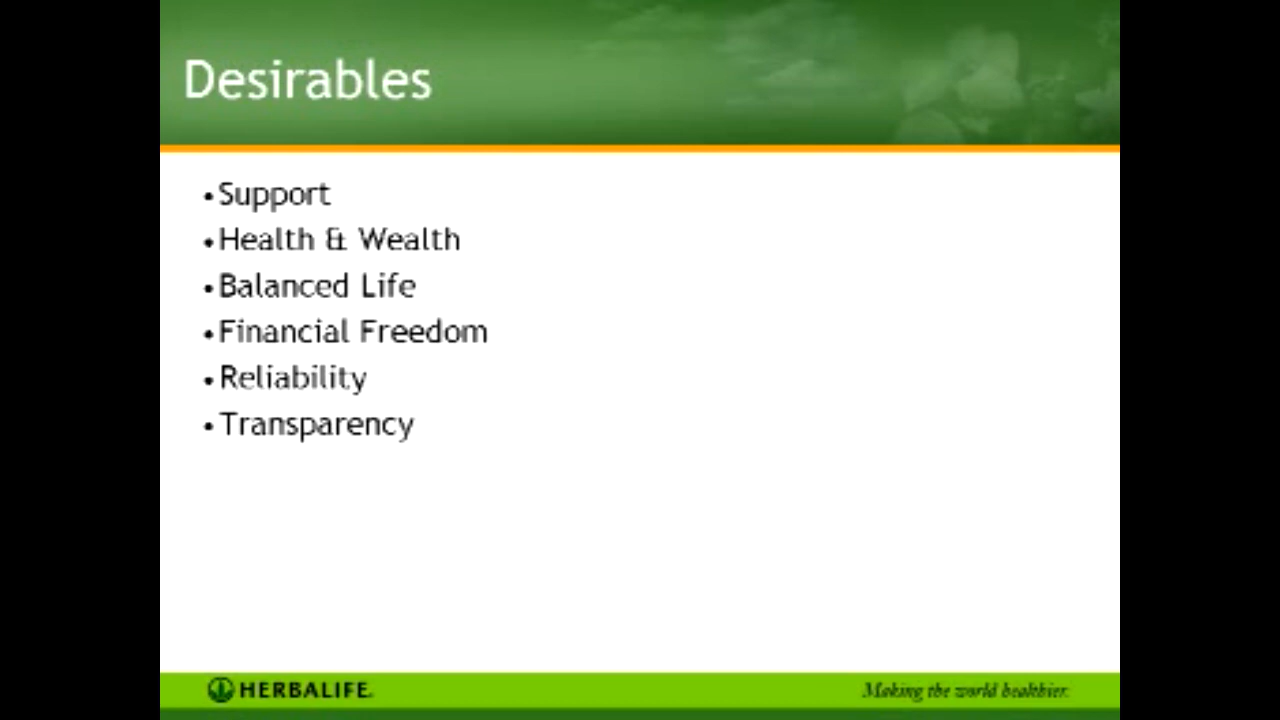 Desirables
•Support
•Health & Wealth
•Balanced Life
•Financial Freedom
•Reliability
•Transparency
HERBALIFE.
Making the world healthier.